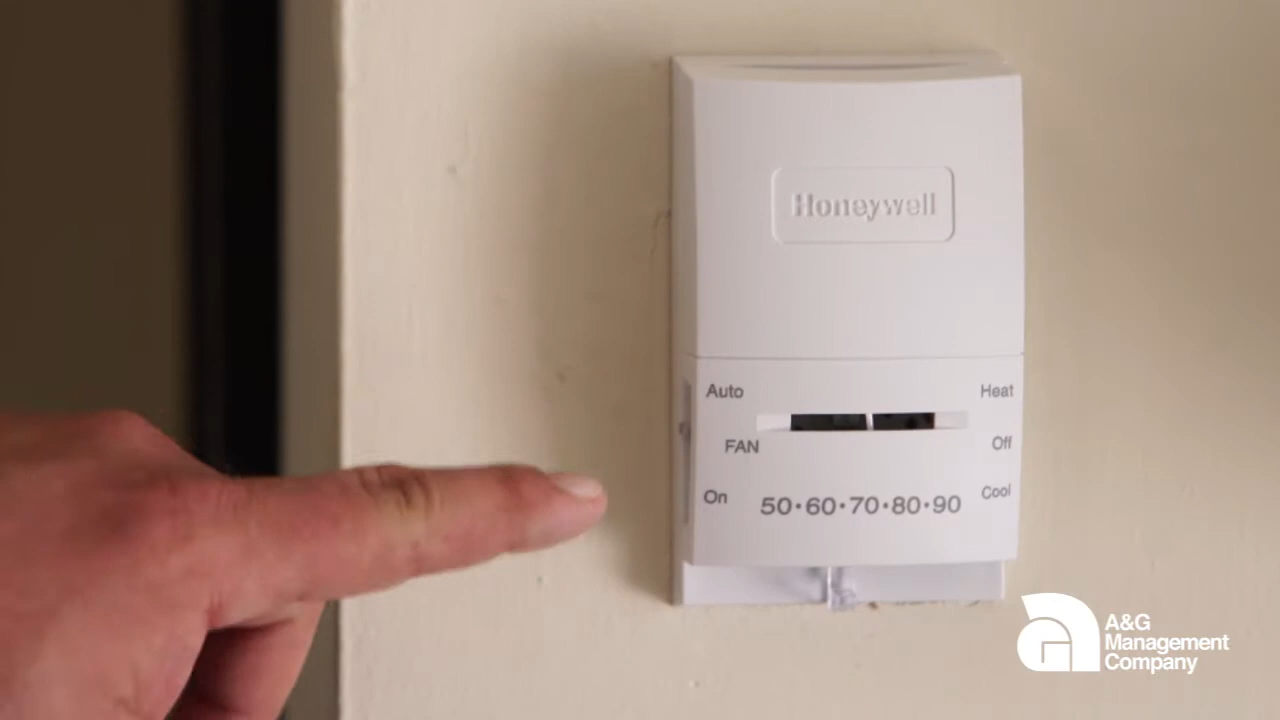 Honeywell
Auto
Heat
FAN
Off
On
Cool
50•60•70•80•90
A&G
Management
Company